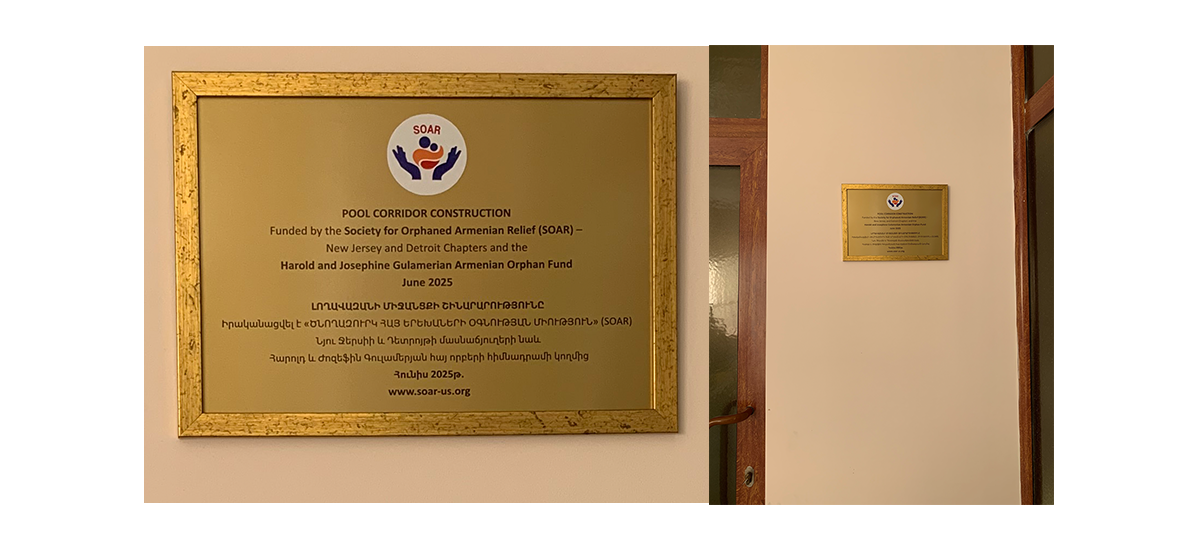 SOAR
POOL CORRIDOR CONSTRUCTION
Funded by the Society for Orphaned Armenian Relief (SOAR) –
New Jersey and Detroit Chapters and the
Harold and Josephine Gulamerian Armenian Orphan Fund
June 2025
ԼՈՂԱՎԱԶԱՆԻ ՄԻՋԱՆՑՔԻ ՇԻՆԱՐԱՐՈՒԹՅՈՒՆԸ
Իրականացվել է «ԾՆՈՂԱԶՈՒՐԿ ՀԱՅ ԵՐԵԽԱՆԵՐԻ ՕԳՆՈՒԹՅԱՆ ՄԻՈՒԹՅՈՒՆ» (SOAR)
Նյու Ջերսիի և Դետրոյթի մասնաճյուղերի նաև
Հարոլդ և Ժոզեֆին Գուլամերյան հայ որբերի հիմնադրամի կողմից
Հունիս 2025թ.
www.soar-us.org